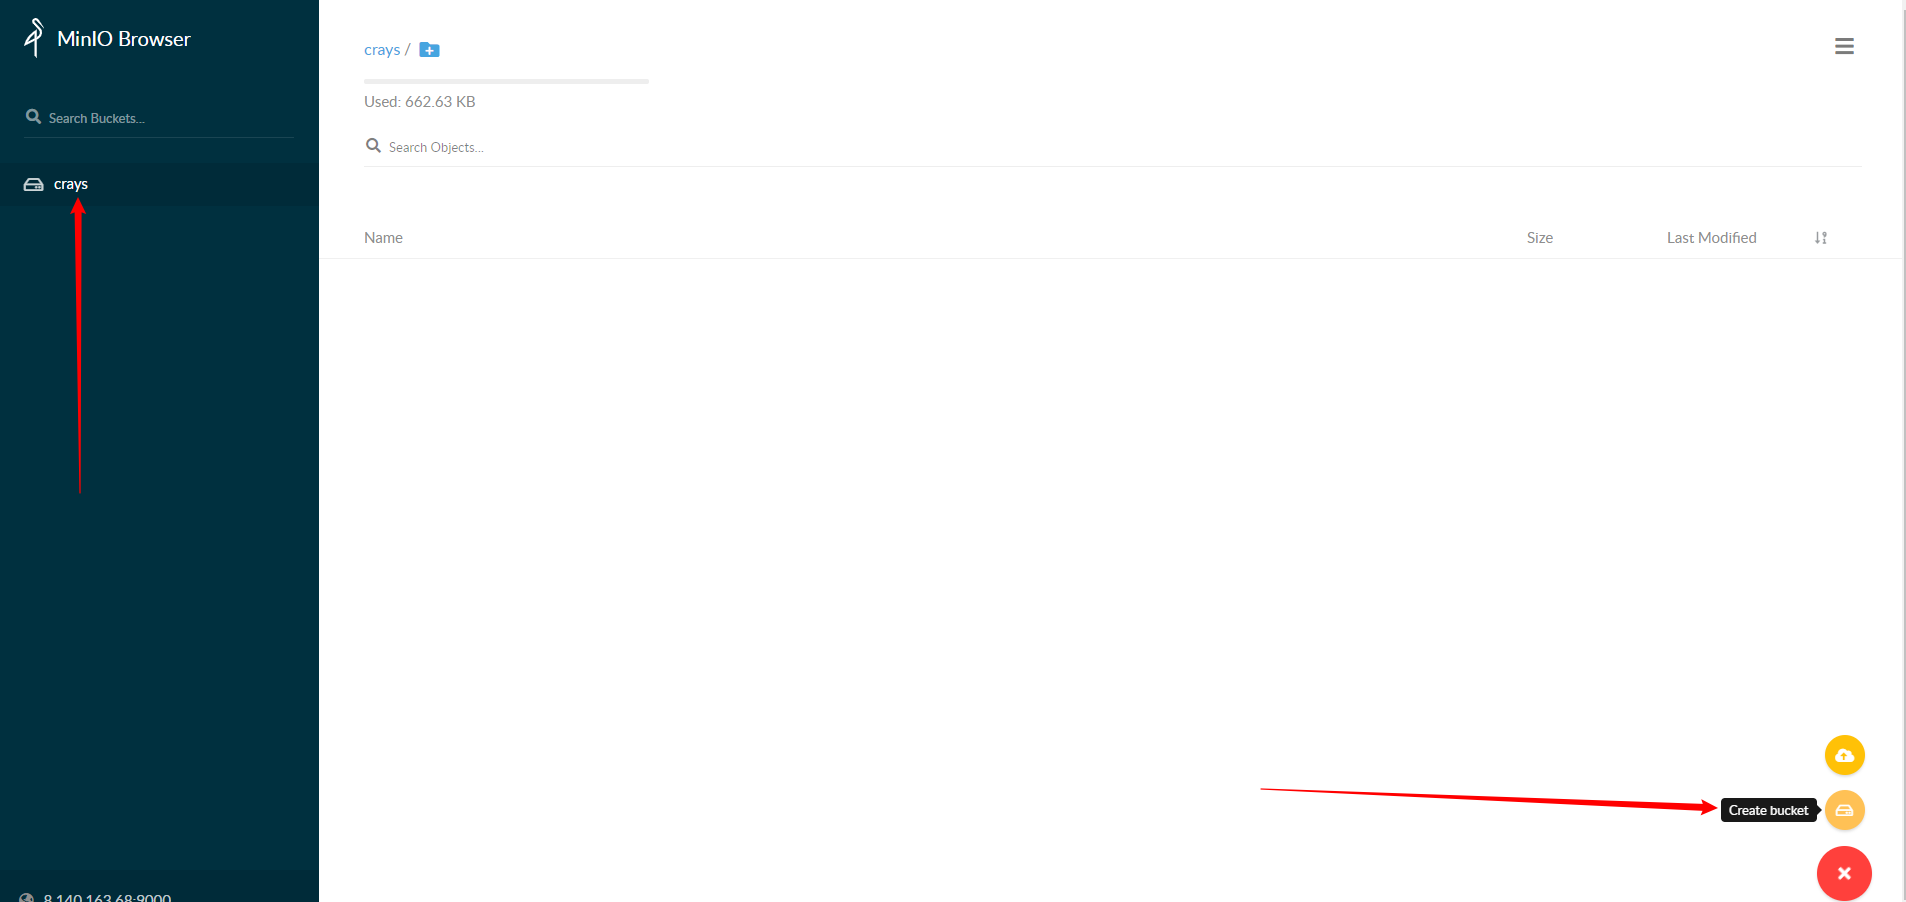 MinIO Browser
Search Buckets...
crays
crays /
Used: 662.63 KB
Search Objects...
Name Size Last Modified
Create bucket
8.140.163.68:9000